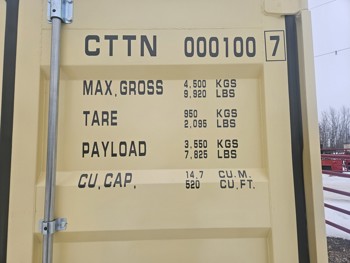 CTTN 000100 7
MAX.GROSS 4,500 KGS
9,920 LBS
TARE 950 KGS
2,095 LBS
PAYLOAD 3,550 KGS
7,825 LBS
CU.CAP. 14.7 CU.M.
520 CU.FT.